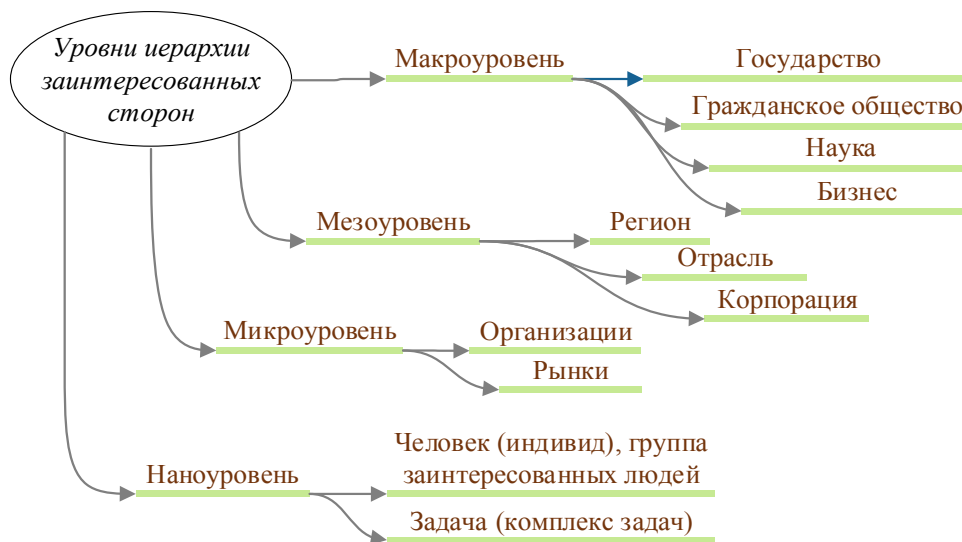 Уровни иерархии
заинтересованных
сторон
Макроуровень
Государство
Гражданское общество
Наука
Бизнес
Мезоуровень
Регион
Отрасль
Корпорация
Микроуровень
Организации
Рынки
Наноуровень
Человек (индивид), группа
заинтересованных людей
Задача (комплекс задач)